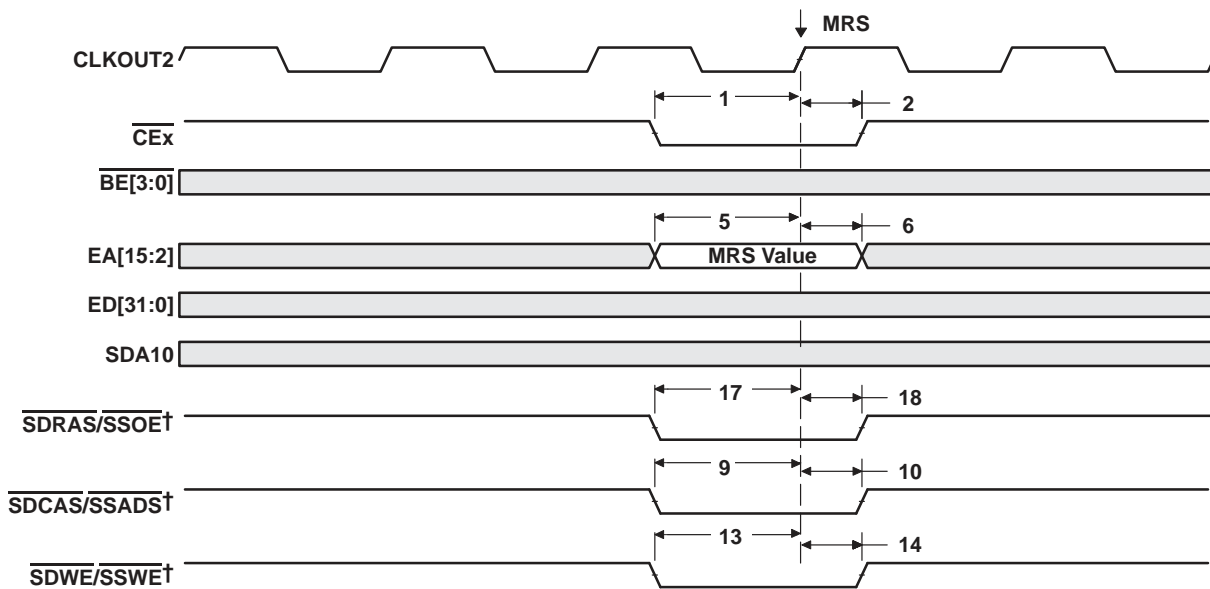 MRS
CLKOUT2
1
2
CEx
BE[3:0]
5
6
EA[15:2]
MRS Value
ED[31:0]
SDA10
17
18
SDRAS/SSOE†
9
10
SDCAS/SSADS†
13
14
SDWE/SSWE†